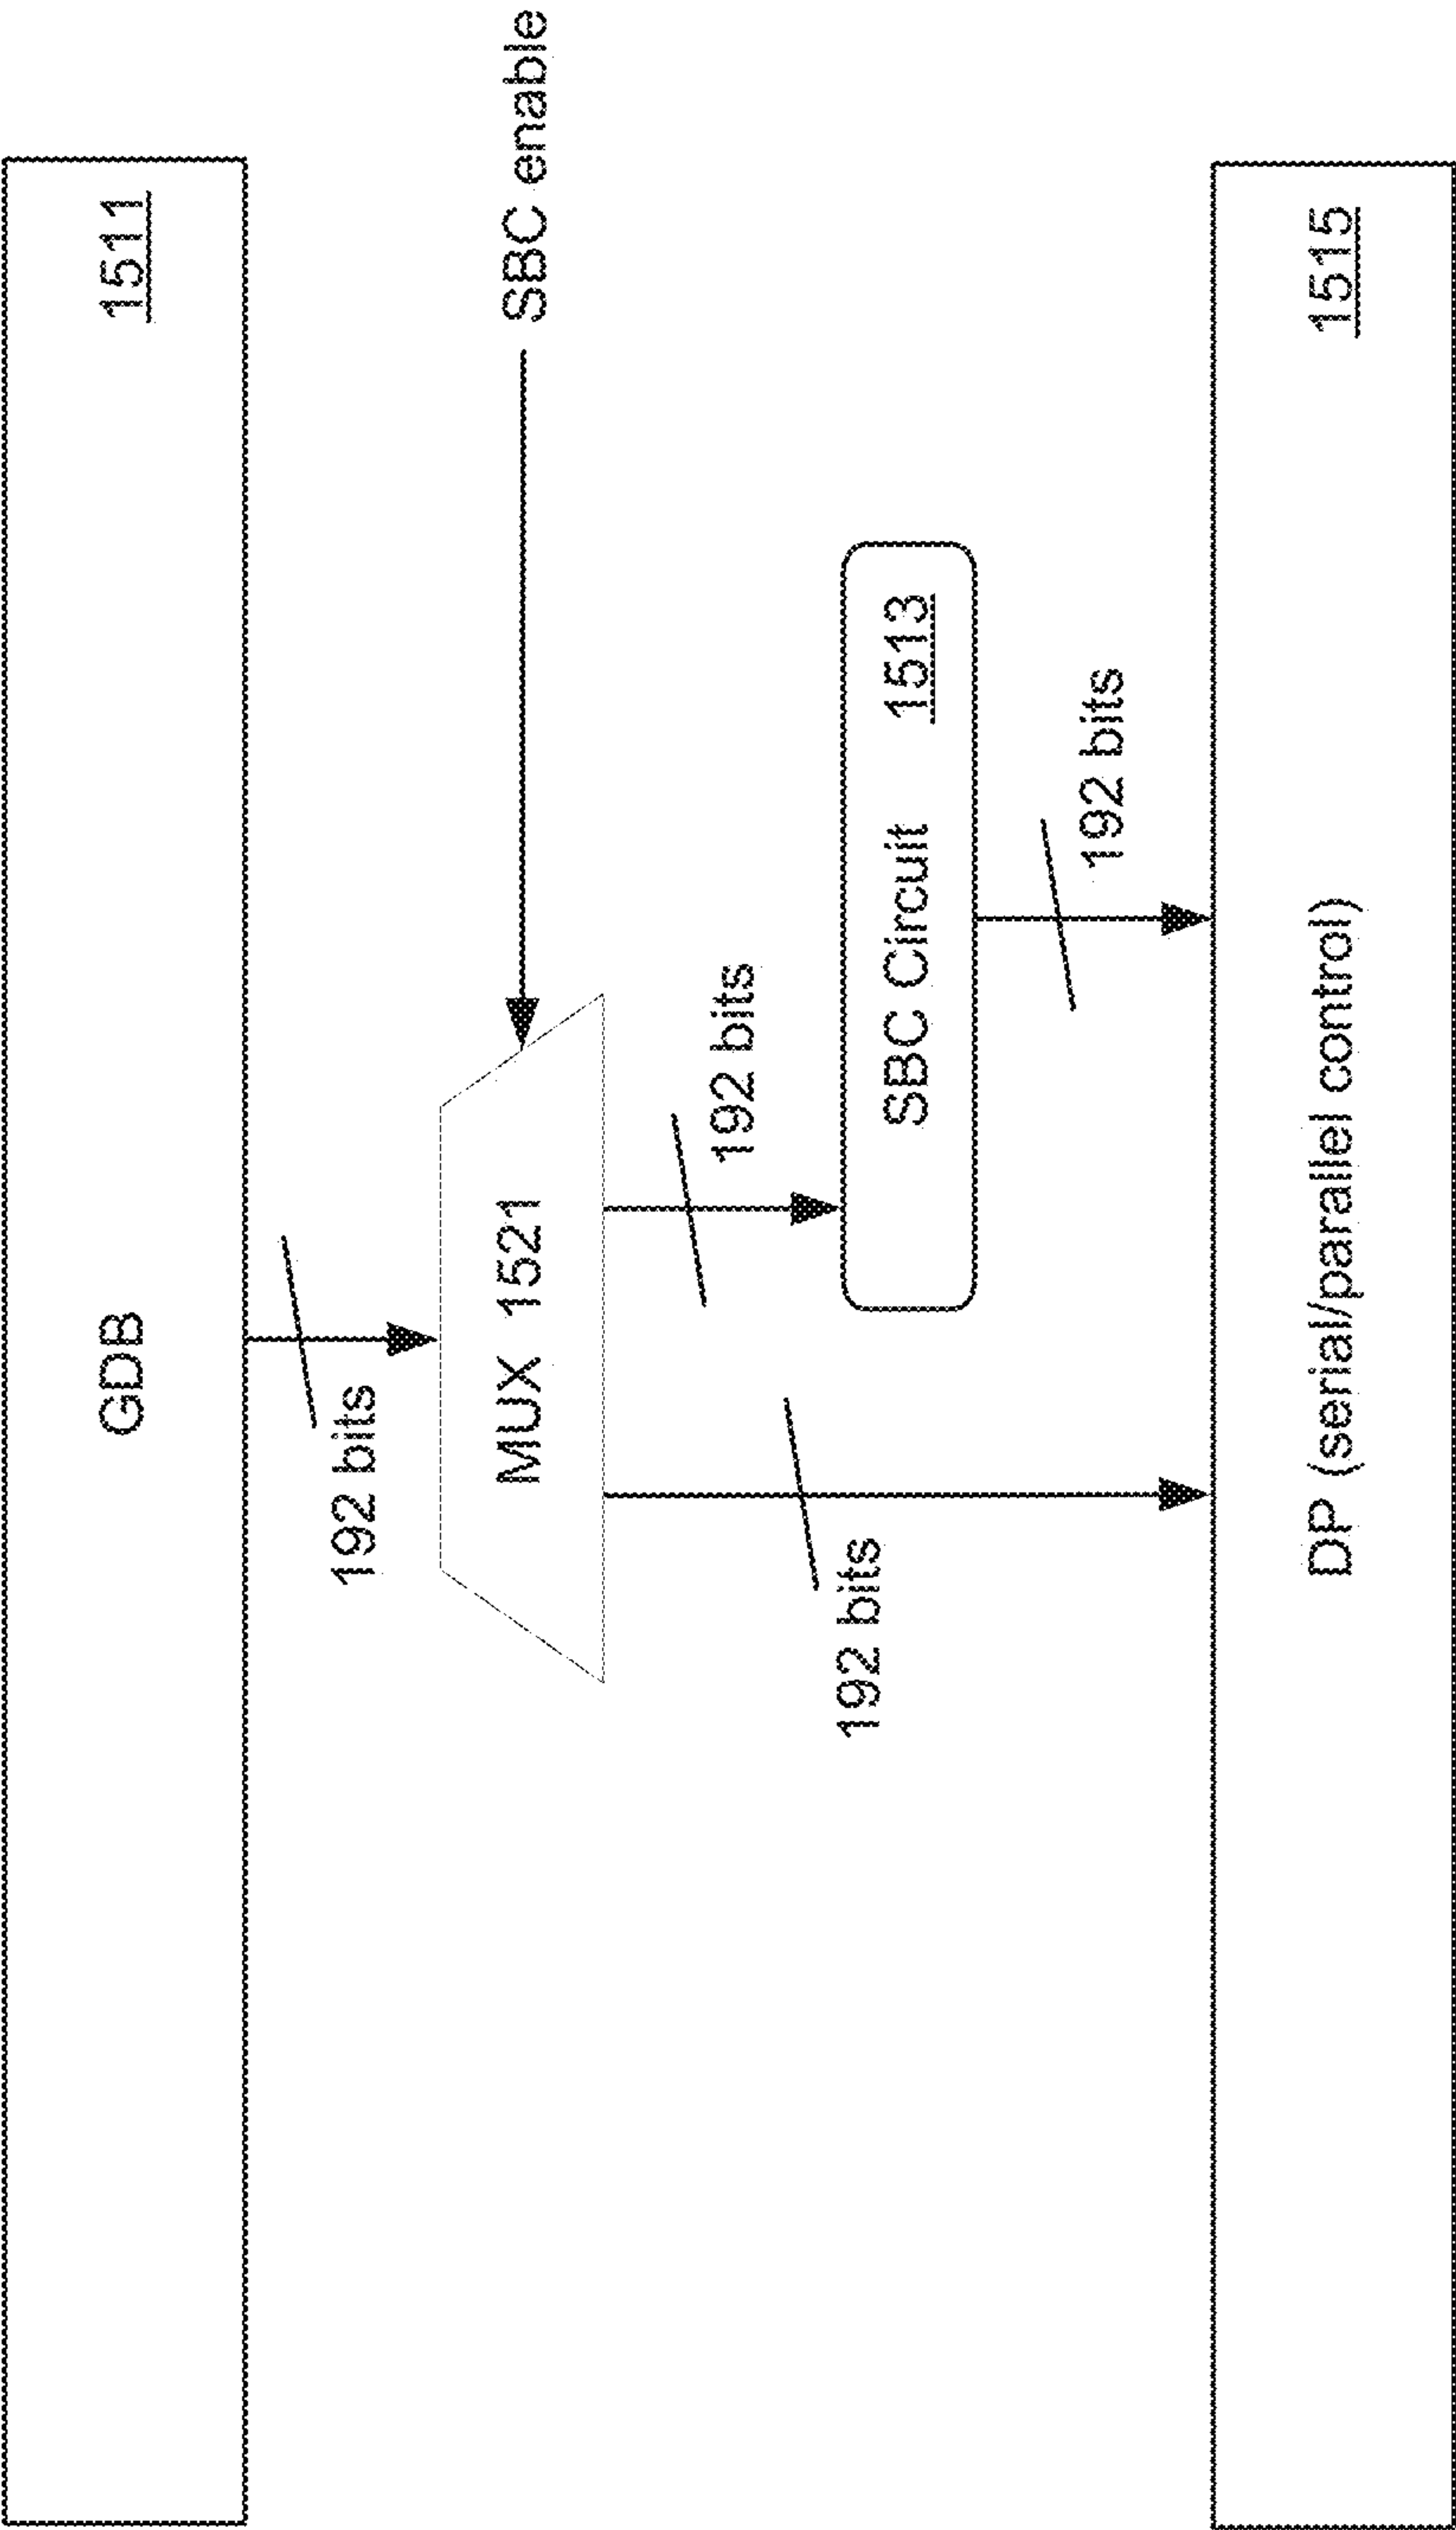 GDB
1511
192 bits
MUX 1521
SBC enable
192 bits
192 bits
SBC Circuit 1513
192 bits
DP (serial/parallel control)
1515